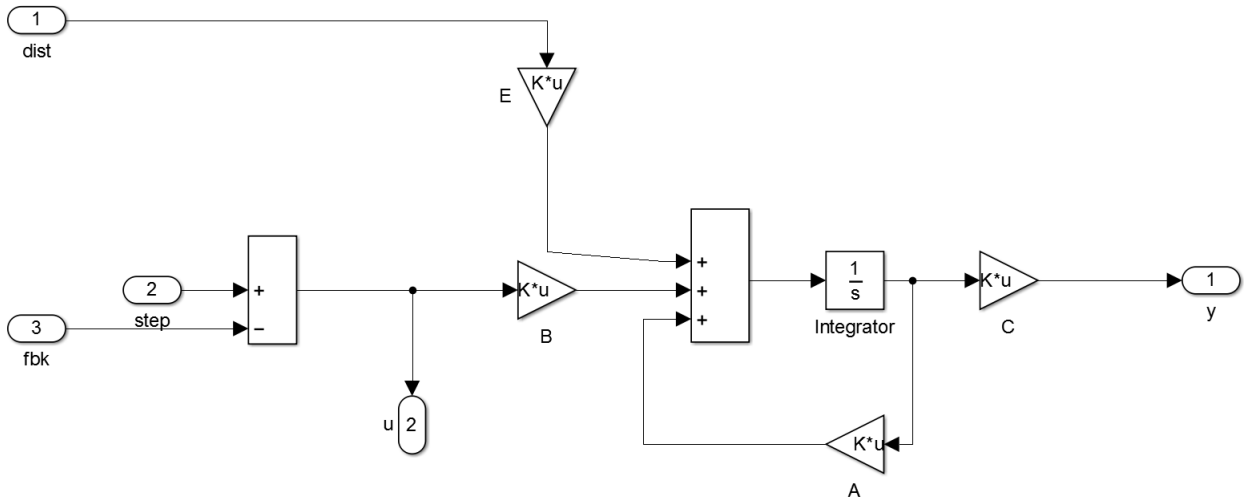 1
dist
K*u
E
+
2
+
K*u
+
1
s
K*u
1
step
B
+
Integrator
C
y
3
−
fbk
u
2
K*u
A